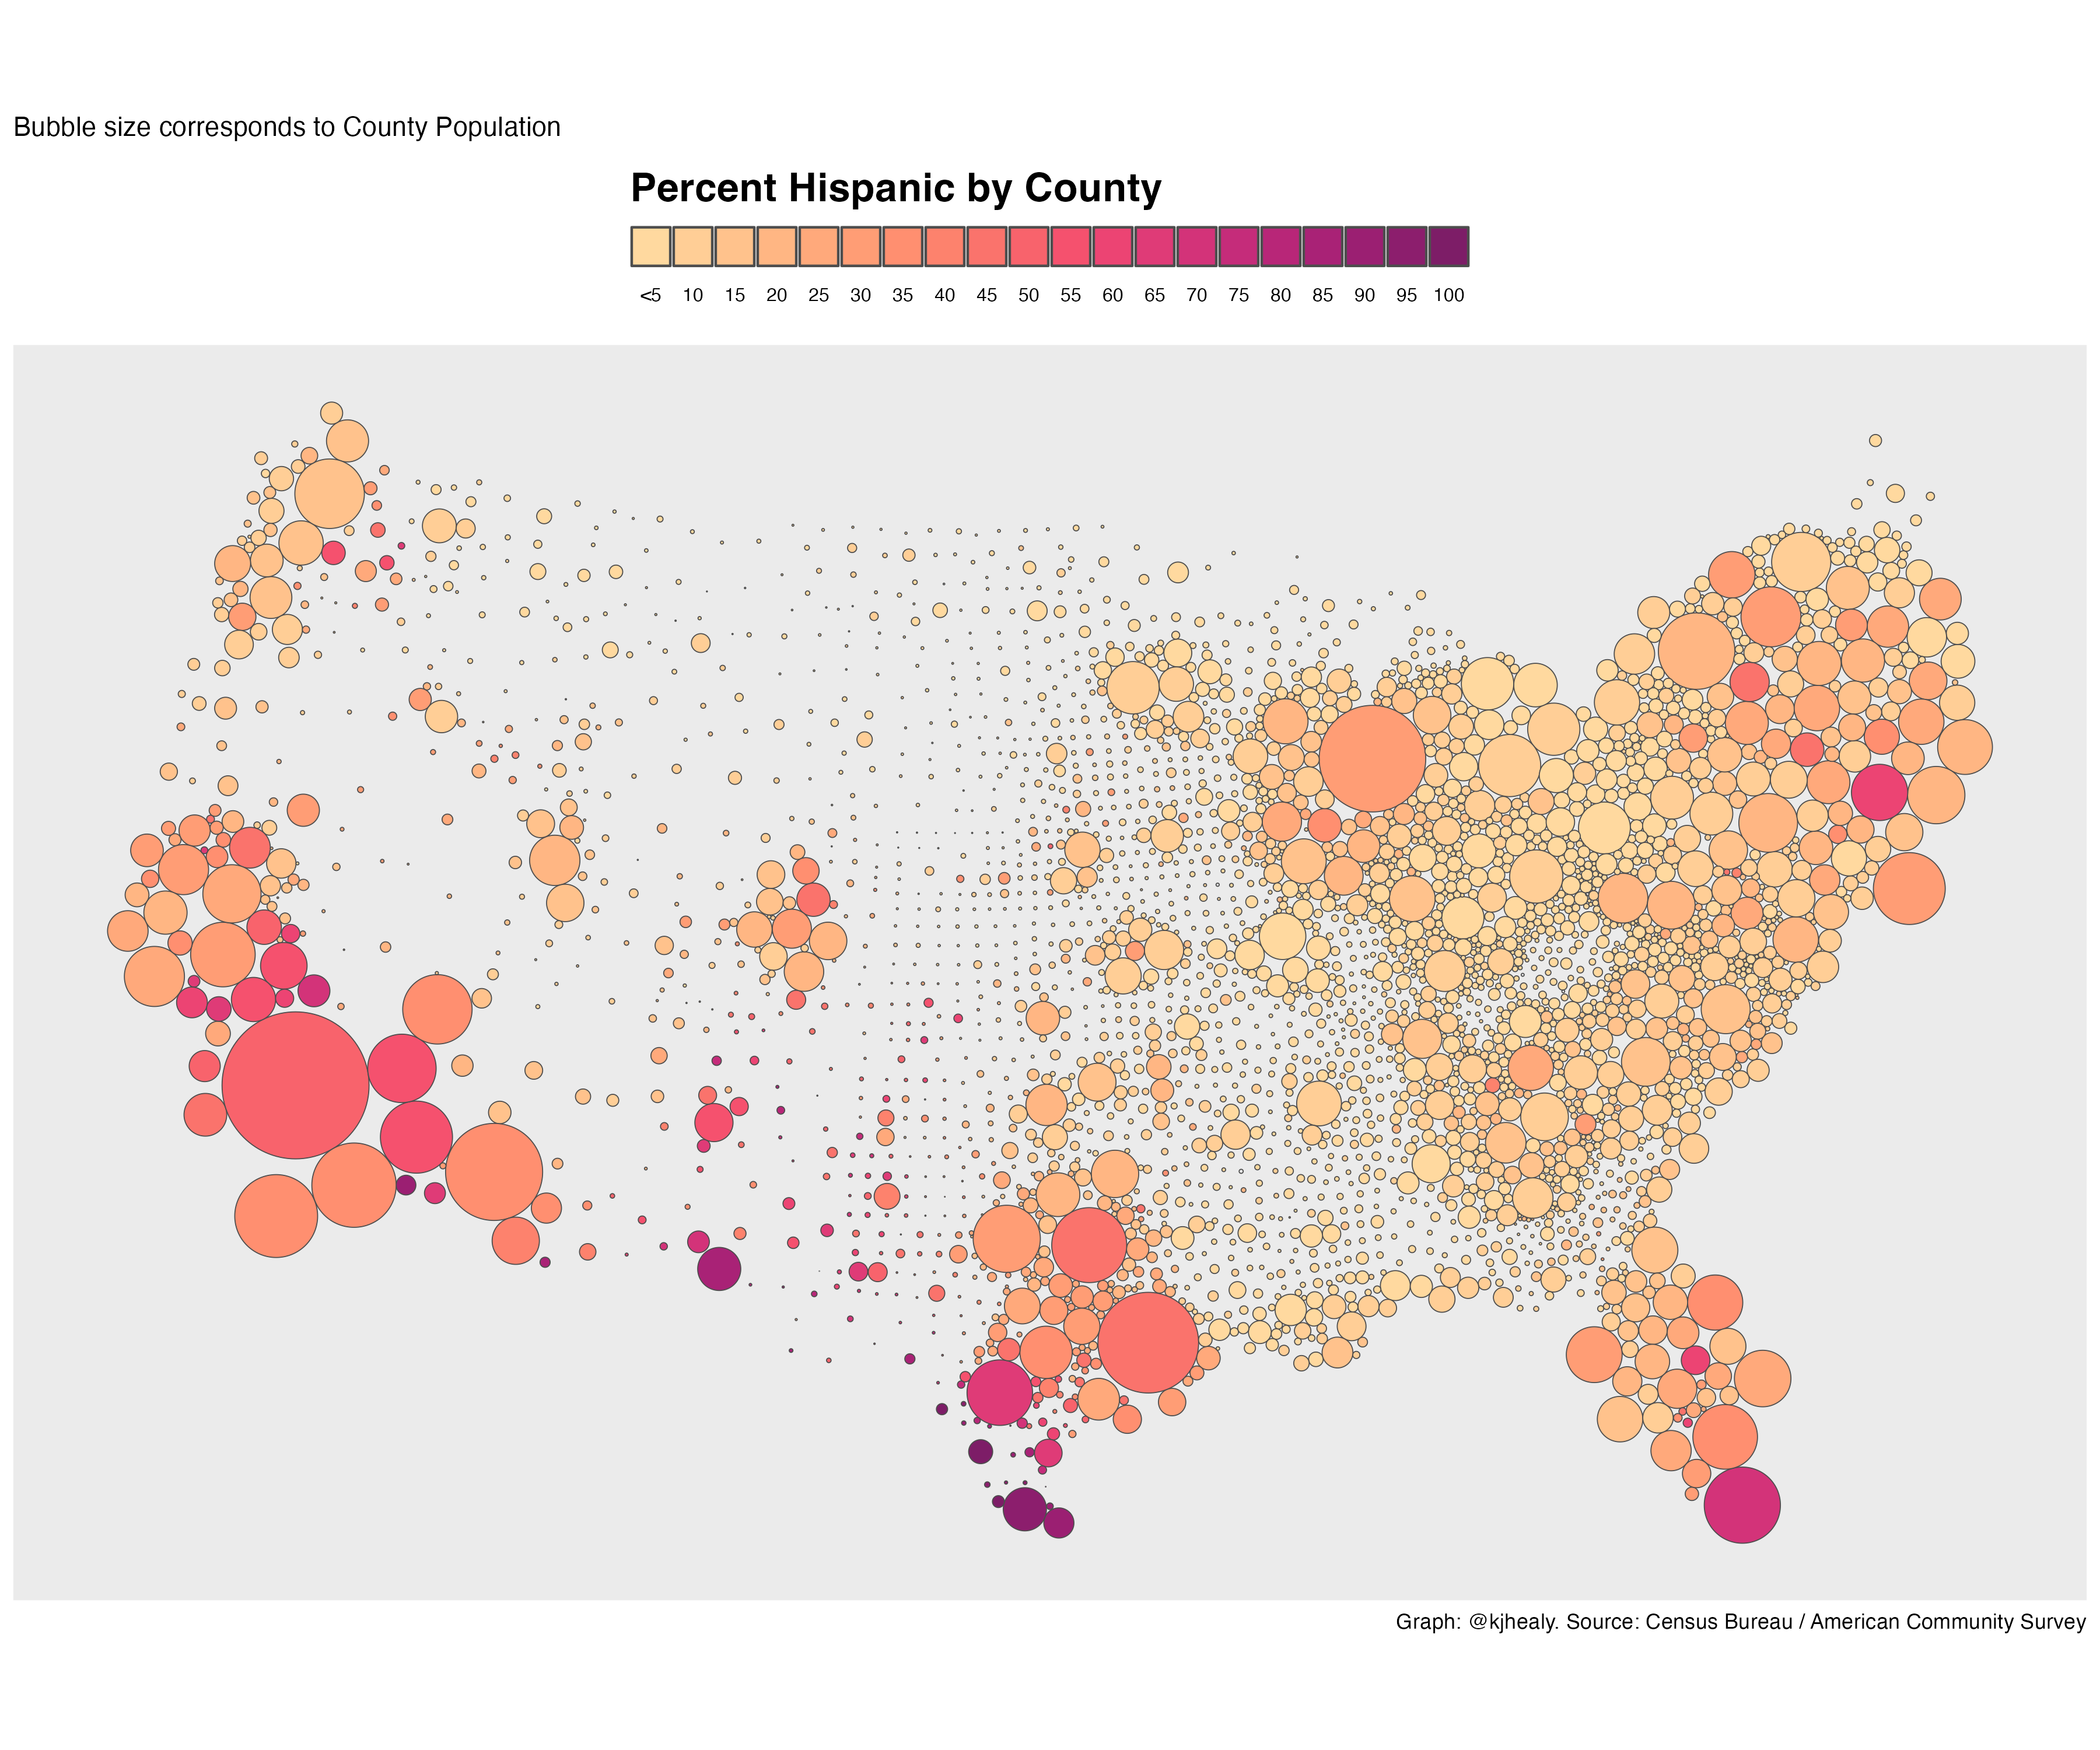 Bubble size corresponds to County Population
Percent Hispanic by County
<5 10 15 20 25 30 35 40 45 50 55 60 65 70 75 80 85 90 95 100
Graph: @kjhealy. Source: Census Bureau / American Community Survey